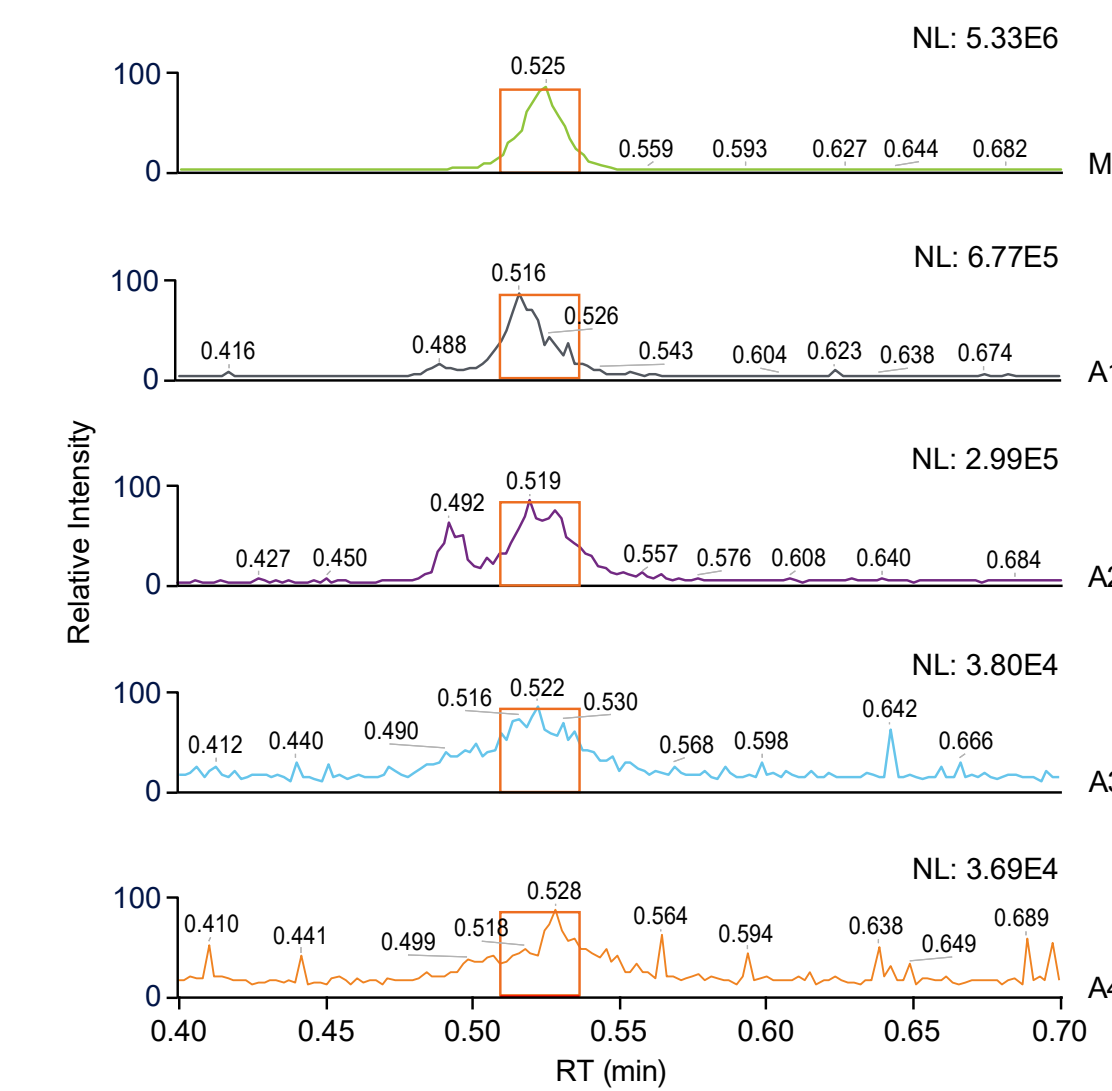 NL: 5.33E6
0.525
100
0.559 0.593 0.627 0.644 0.682
0
M
NL: 6.77E5
0.516
100
0.526
0.416 0.488 0.543 0.604 0.623 0.638 0.674
0
A1
NL: 2.99E5
0.519
100
0.492
0.427 0.450 0.557 0.576 0.608 0.640 0.684
0
A2
Relative Intensity
NL: 3.80E4
100
0.516 0.522 0.530
0.642
0.412 0.440 0.490 0.568 0.598 0.666
0
A3
NL: 3.69E4
0.528
100
0.410 0.441 0.499 0.518 0.564 0.594 0.638 0.649 0.689
0
A4
0.40 0.45 0.50 0.55 0.60 0.65 0.70
RT (min)